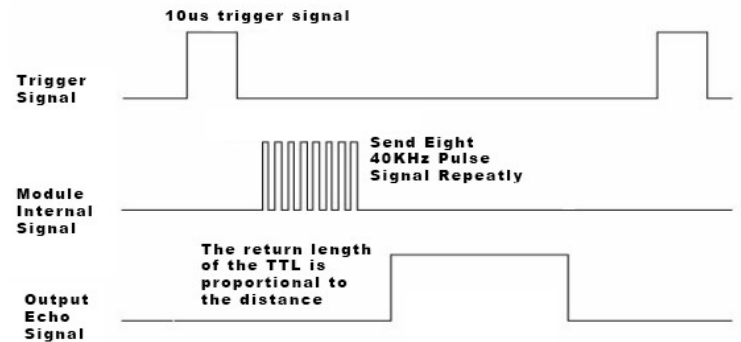 10us trigger signal
Trigger
Signal
Send Eight
40KHz Pulse
Signal Repeatly
Module
Internal
Signal
The return length
of the TTL is
proportional to
the distance
Output
Echo
Signal